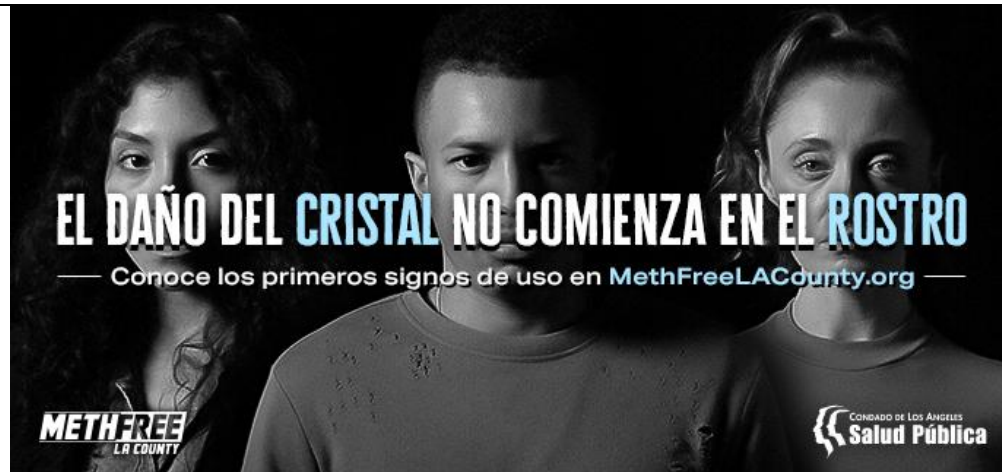 EL DAÑO DEL CRISTAL NO COMIENZA EN EL ROSTRO
Conoce los primeros signos de uso en MethFreeLACounty.org
METHFREE
LA COUNTY
CONDADO DE LOS ANGELES
Salud Pública